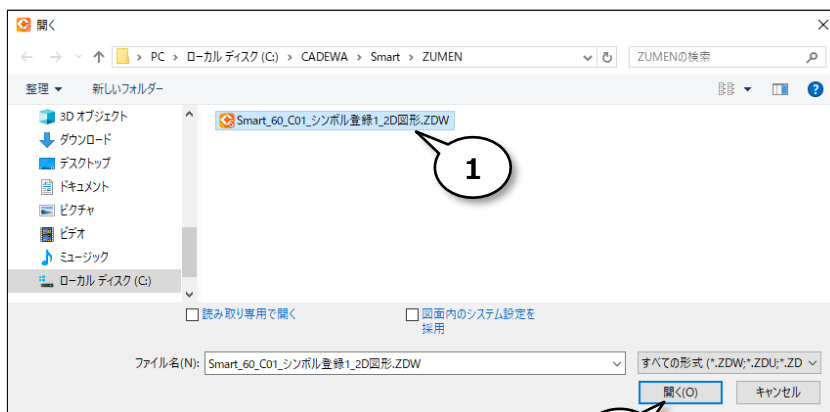 開く
PC › ローカル ディスク (C:) › CADEWA › Smart › ZUMEN
ZUMENの検索
整理
新しいフォルダー
3D オブジェクト
ダウンロード
デスクトップ
ドキュメント
ピクチャ
ビデオ
ミュージック
ローカル ディスク (C:)
Smart_60_C01_シンボル登録1_2D図形.ZDW
1
読み取り専用で開く
図面内のシステム設定を
採用
ファイル名(N):
Smart_60_C01_シンボル登録1_2D図形.ZDW
すべての形式 (*.ZDW;*.ZDU;*.ZD
開く(O)
キャンセル